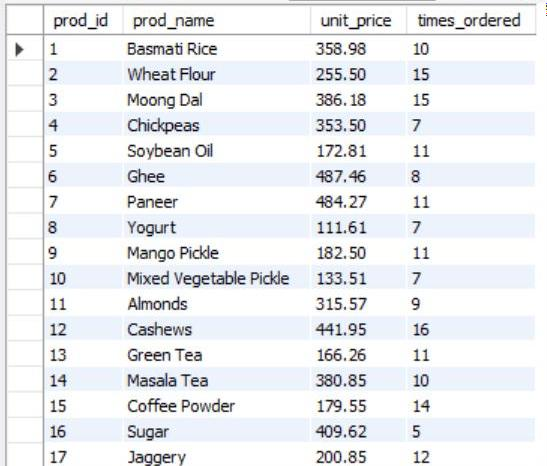 prod_id prod_name unit_price times_ordered
1 Basmati Rice 358.98 10
2 Wheat Flour 255.50 15
3 Moong Dal 386.18 15
4 Chickpeas 353.50 7
5 Soybean Oil 172.81 11
6 Ghee 487.46 8
7 Paneer 484.27 11
8 Yogurt 111.61 7
9 Mango Pickle 182.50 11
10 Mixed Vegetable Pickle 133.51 7
11 Almonds 315.57 9
12 Cashews 441.95 16
13 Green Tea 166.26 11
14 Masala Tea 380.85 10
15 Coffee Powder 179.55 14
16 Sugar 409.62 5
17 Jaggery 200.85 12